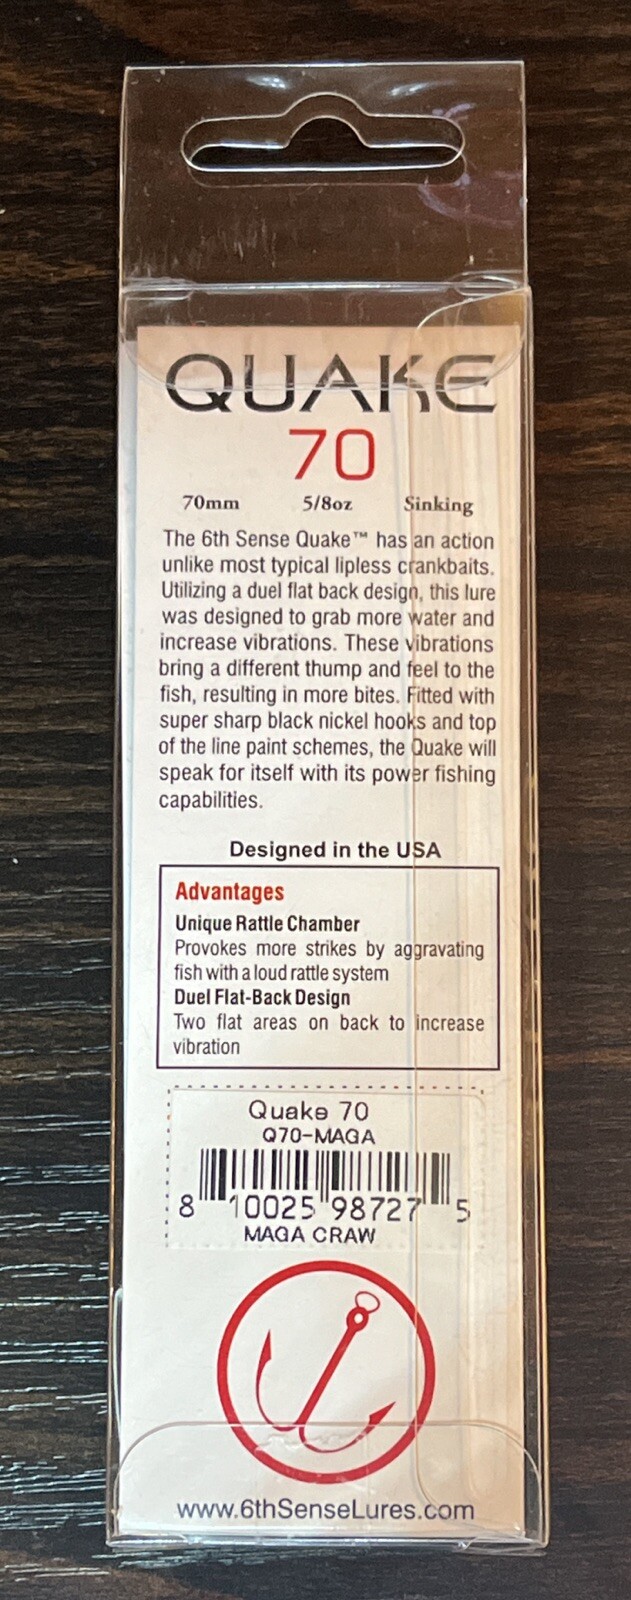 QUAKE
70
70mm 5/8oz Sinking
The 6th Sense Quake™ has an action
unlike most typical lipless crankbaits.
Utilizing a duel flat back design, this lure
was designed to grab more water and
increase vibrations. These vibrations
bring a different thump and feel to the
fish, resulting in more bites. Fitted with
super sharp black nickel hooks and top
of the line paint schemes, the Quake will
speak for itself with its power fishing
capabilities.
Designed in the USA
Advantages
Unique Rattle Chamber
Provokes more strikes by aggravating
fish with a loud rattle system
Duel Flat-Back Design
Two flat areas on back to increase
vibration
Quake 70
Q70-MAGA
8 10025 98727 5
MAGA CRAW
www.6thSenseLures.com